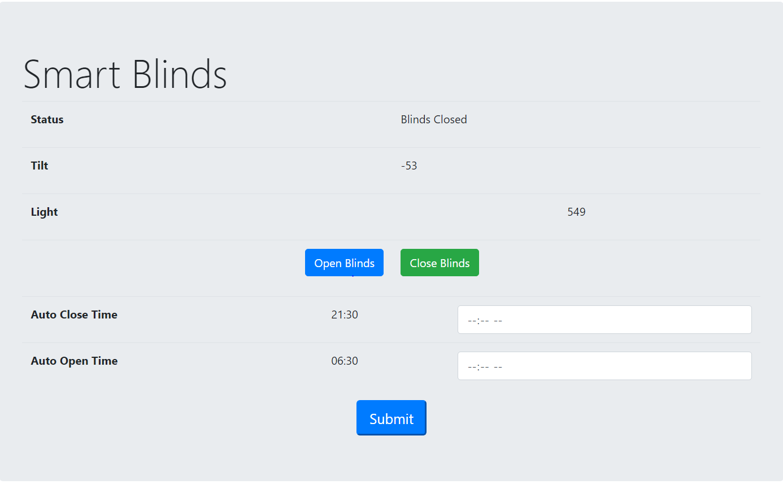 Smart Blinds
Status Blinds Closed
Tilt -53
Light 549
Open Blinds Close Blinds
Auto Close Time 21:30 --:-- --
Auto Open Time 06:30 --:-- --
Submit